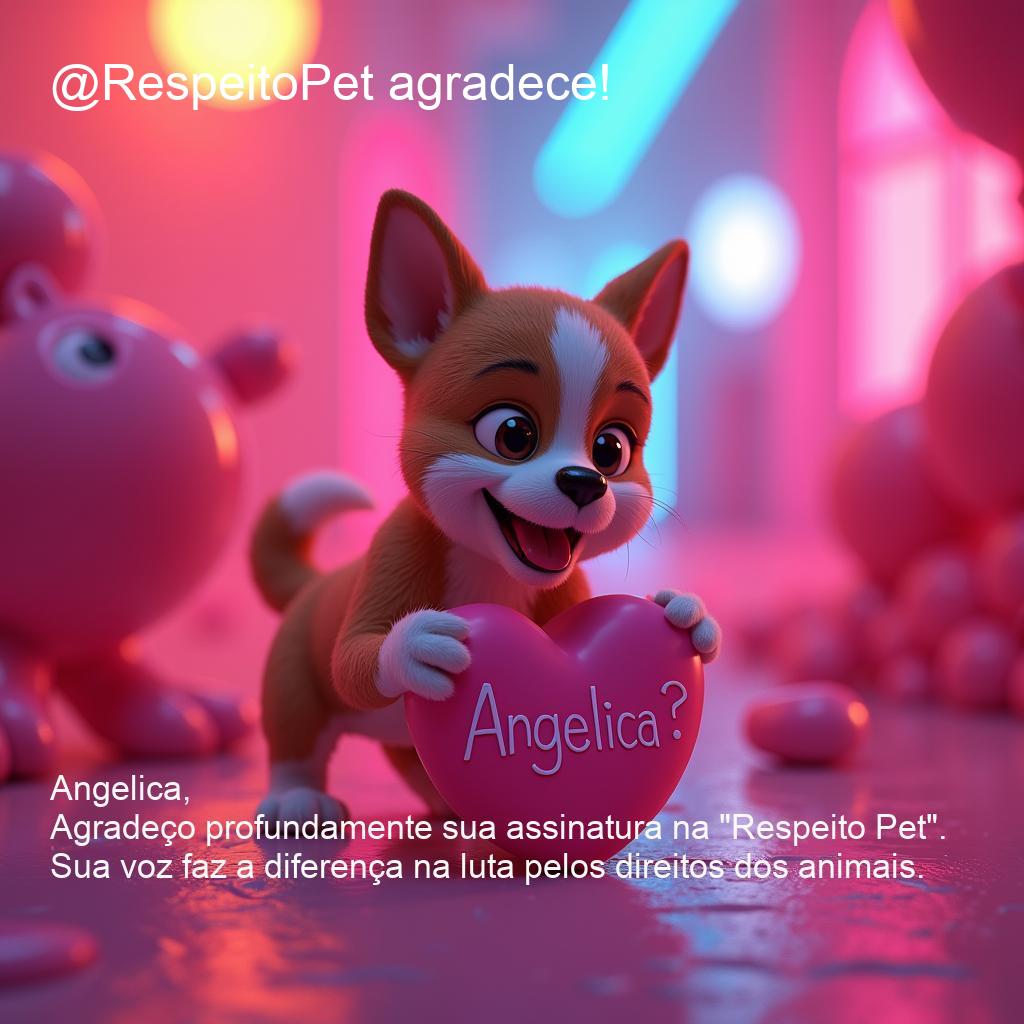 @RespeitoPet agradece!
Angelica?
Angelica,
Agradeço profundamente sua assinatura na "Respeito Pet".
Sua voz faz a diferença na luta pelos direitos dos animais.